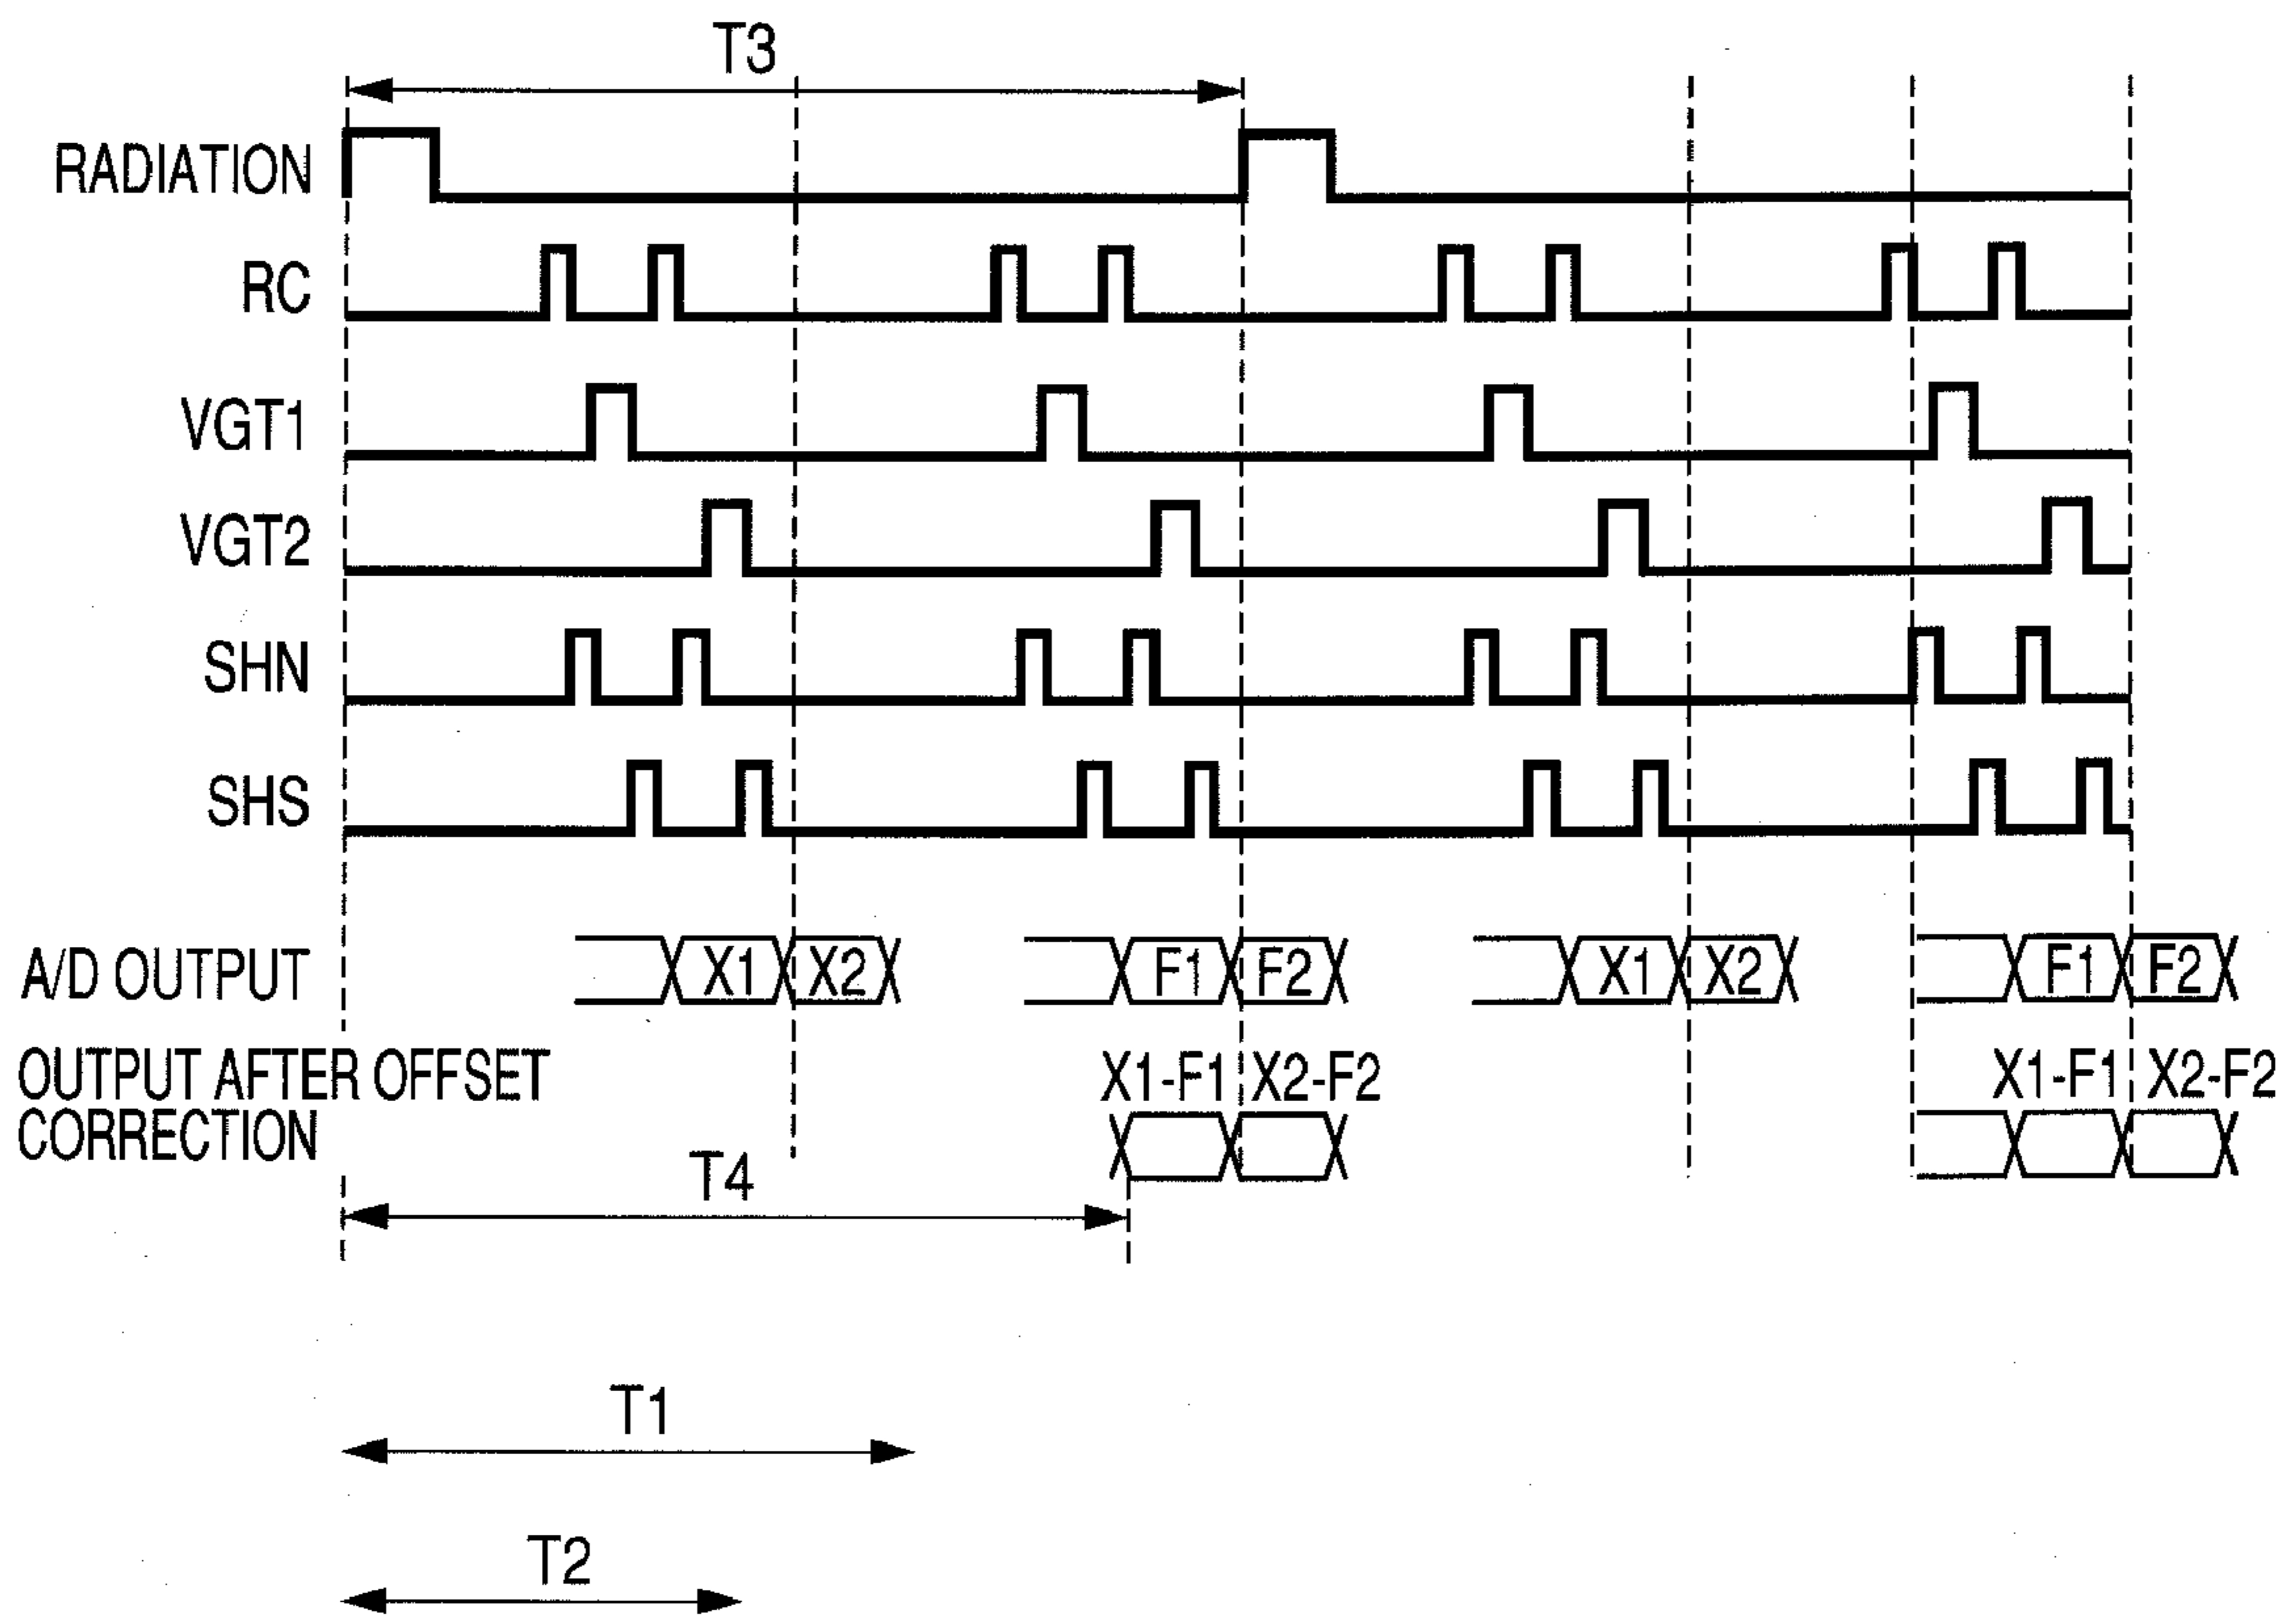 T3
RADIATION
RC
VGT1
VGT2
SHN
SHS
A/D OUTPUT
X1 X2 F1 F2 X1 X2 F1 F2
OUTPUT AFTER OFFSET
CORRECTION
X1-F1 X2-F2 X1-F1 X2-F2
T4
T1
T2